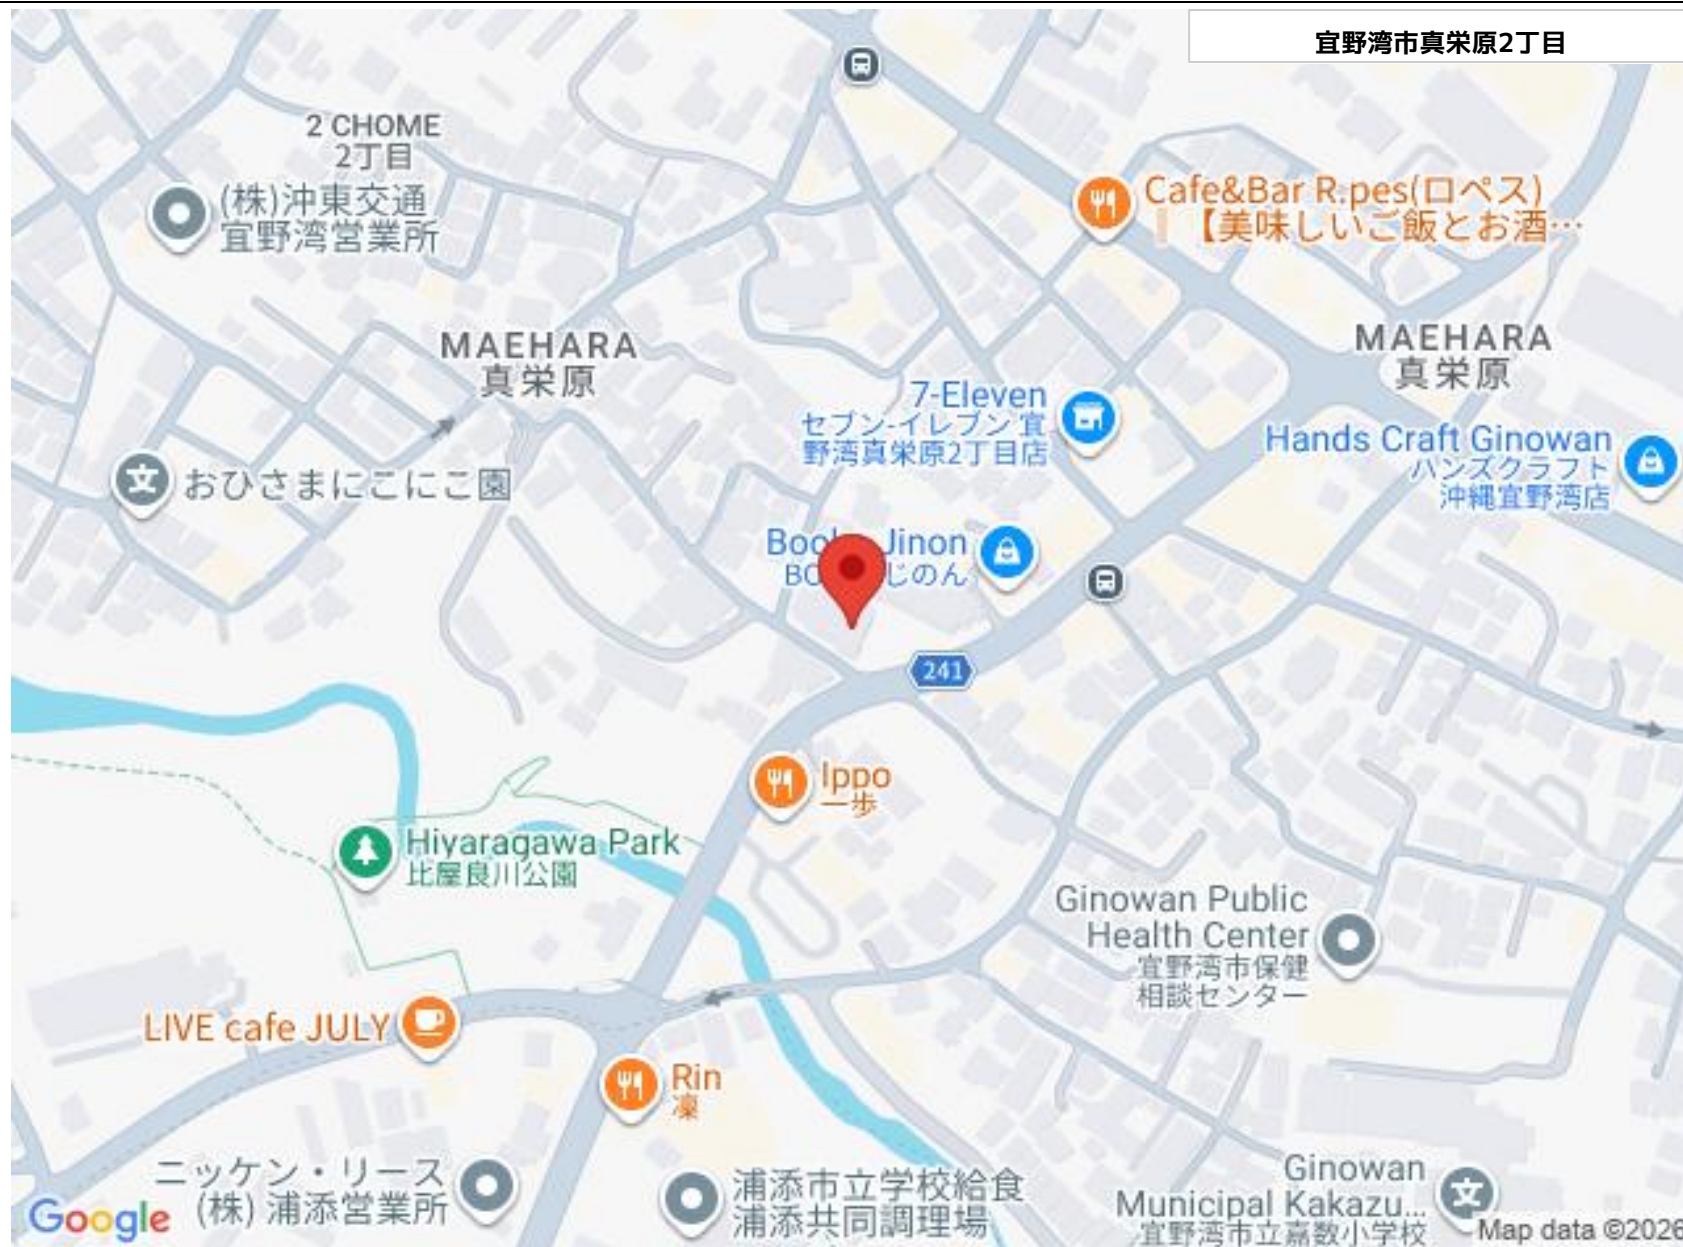 宜野湾市真栄原2丁目
2 CHOME
2丁目
(株)沖東交通
宜野湾営業所
Cafe&Bar R.pes(ロペス)
【美味しいご飯とお酒…
MAEHARA
真栄原
MAEHARA
真栄原
7-Eleven
セブン-イレブン 宜
野湾真栄原2丁目店
Hands Craft Ginowan
ハンズクラフト
沖縄宜野湾店
おひさまにこにこ園
Jinon
じのん
241
Ippo
一歩
Hiyaragawa Park
比屋良川公園
Ginowan Public
Health Center
宜野湾市保健
相談センター
LIVE cafe JULY
Rin
凜
ニッケン・リース
(株) 浦添営業所
浦添市立学校給食
浦添共同調理場
Ginowan
Municipal Kakazu...
宜野湾市立嘉数小学校
Google
Map data ©2026